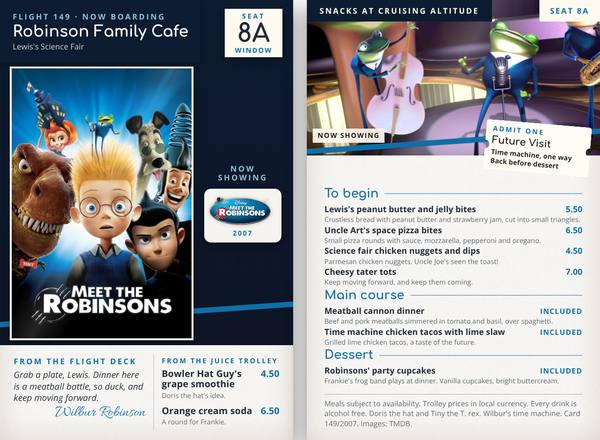 FLIGHT 149 · NOW BOARDING
Robinson Family Cafe
Lewis's Science Fair
SEAT
8A
WINDOW
MEET THE
ROBINSONS
NOW
SHOWING
Disney
MEET THE
ROBINSONS
2007
FROM THE FLIGHT DECK
Grab a plate, Lewis. Dinner here
is a meatball battle, so duck, and
keep moving forward.
Wilbur Robinson
FROM THE JUICE TROLLEY
Bowler Hat Guy's 4.50
grape smoothie
Doris the hat's idea.
Orange cream soda 6.50
A round for Frankie.
SNACKS AT CRUISING ALTITUDE
SEAT 8A
NOW SHOWING
ADMIT ONE
Future Visit
Time machine, one way
Back before dessert
To begin
Lewis's peanut butter and jelly bites 5.50
Crustless bread with peanut butter and strawberry jam, cut into small triangles.
Uncle Art's space pizza bites 6.50
Small pizza rounds with sauce, mozzarella, pepperoni and oregano.
Science fair chicken nuggets and dips 4.50
Parmesan chicken nuggets. Uncle Joe's seen the toast!
Cheesy tater tots 7.00
Keep moving forward, and keep them coming.
Main course
Meatball cannon dinner INCLUDED
Beef and pork meatballs simmered in tomato and basil, over spaghetti.
Time machine chicken tacos with lime slaw INCLUDED
Grilled lime chicken tacos, a taste of the future.
Dessert
Robinsons' party cupcakes INCLUDED
Frankie's frog band plays at dinner. Vanilla cupcakes, bright buttercream.
Meals subject to availability. Trolley prices in local currency. Every drink is
alcohol free. Doris the hat and Tiny the T. rex. Wilbur's time machine. Card
149/2007. Images: TMDB.